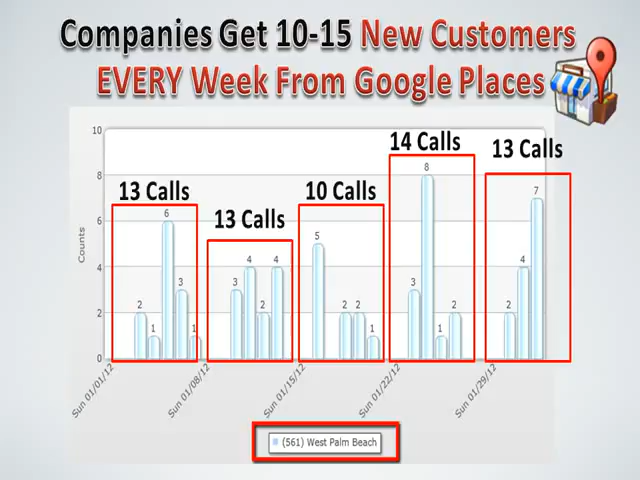 Companies Get 10-15 New Customers
EVERY Week From Google Places
14 Calls
13 Calls
13 Calls
10 Calls
13 Calls
10
8
6
4
2
0
Counts
2
1
6
3
1
3
4
2
4
5
2
2
1
3
8
1
2
2
4
7
Sun 01/01/12
Sun 01/08/12
Sun 01/15/12
Sun 01/22/12
Sun 01/29/12
(561) West Palm Beach